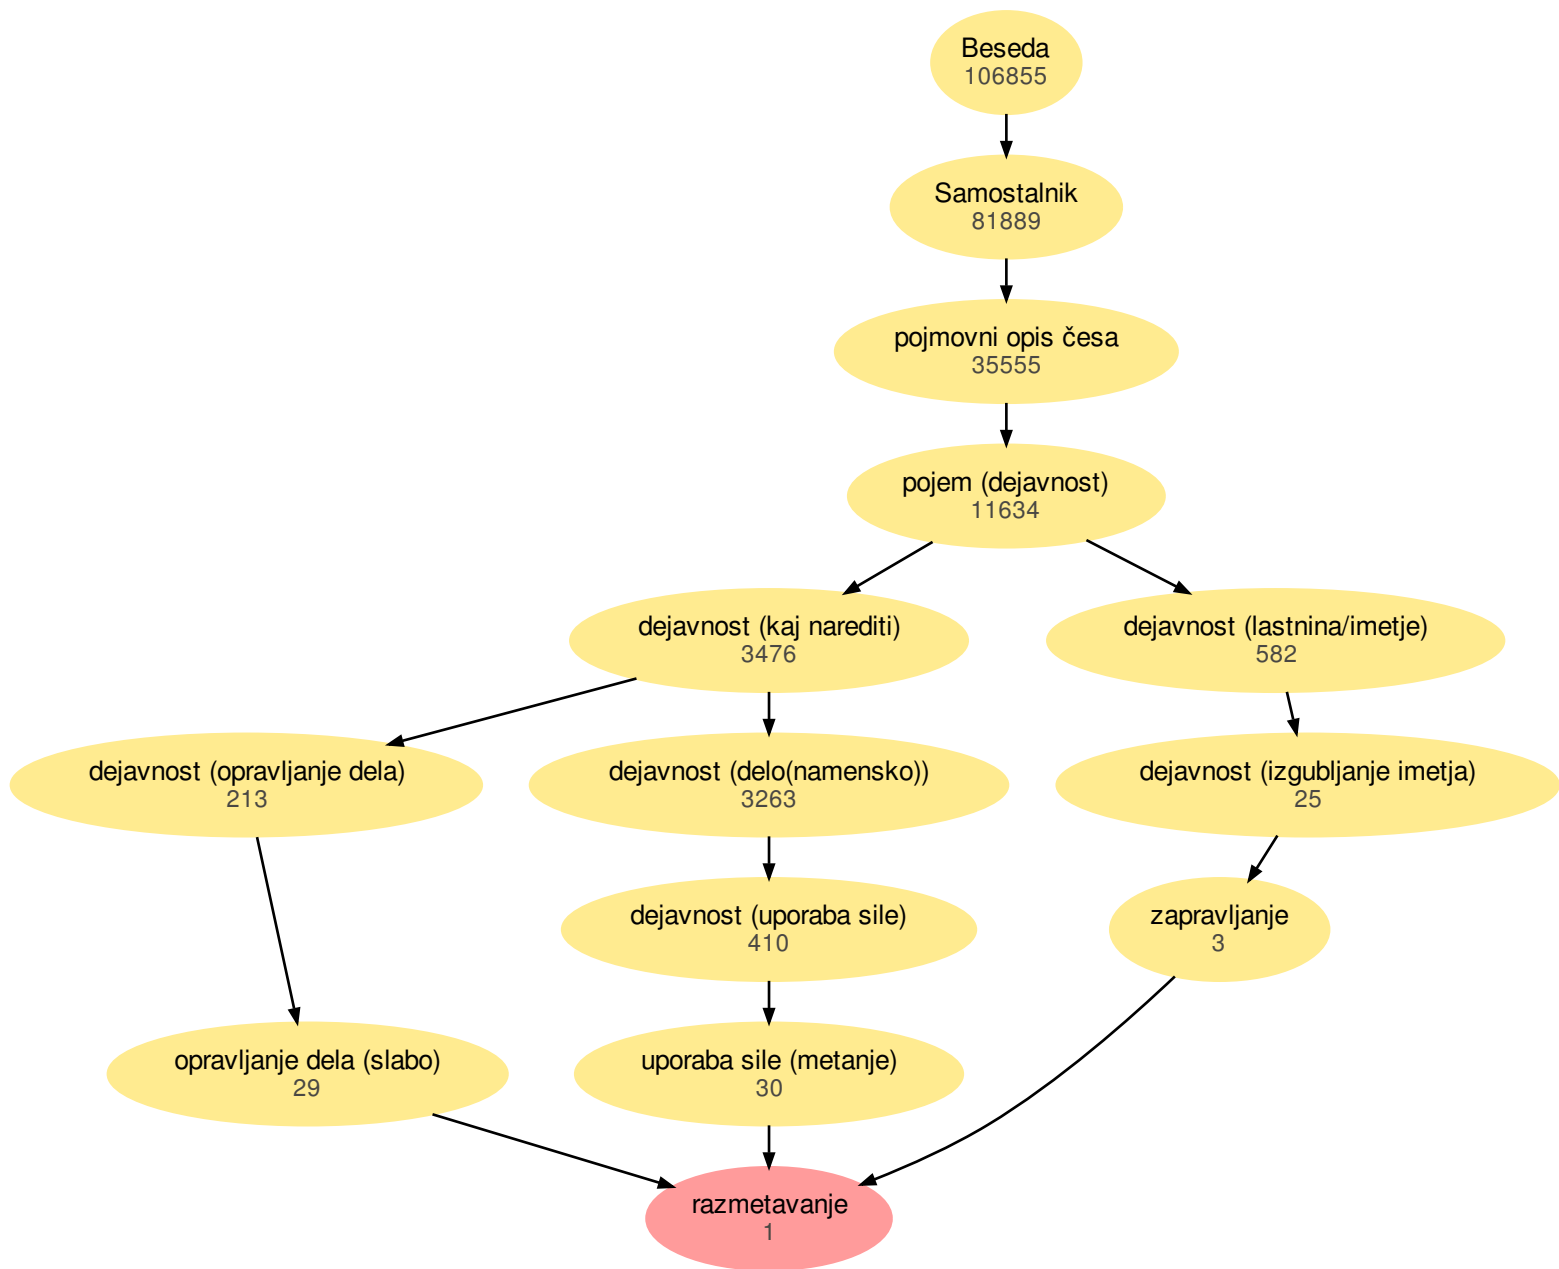 Beseda
106855
Samostalnik
81889
pojmovni opis česa
35555
pojem (dejavnost)
11634
dejavnost (kaj narediti)
3476
dejavnost (lastnina/imetje)
582
dejavnost (opravljanje dela)
213
dejavnost (delo(namensko))
3263
dejavnost (izgubljanje imetja)
25
dejavnost (uporaba sile)
410
zapravljanje
3
opravljanje dela (slabo)
29
uporaba sile (metanje)
30
razmetavanje
1